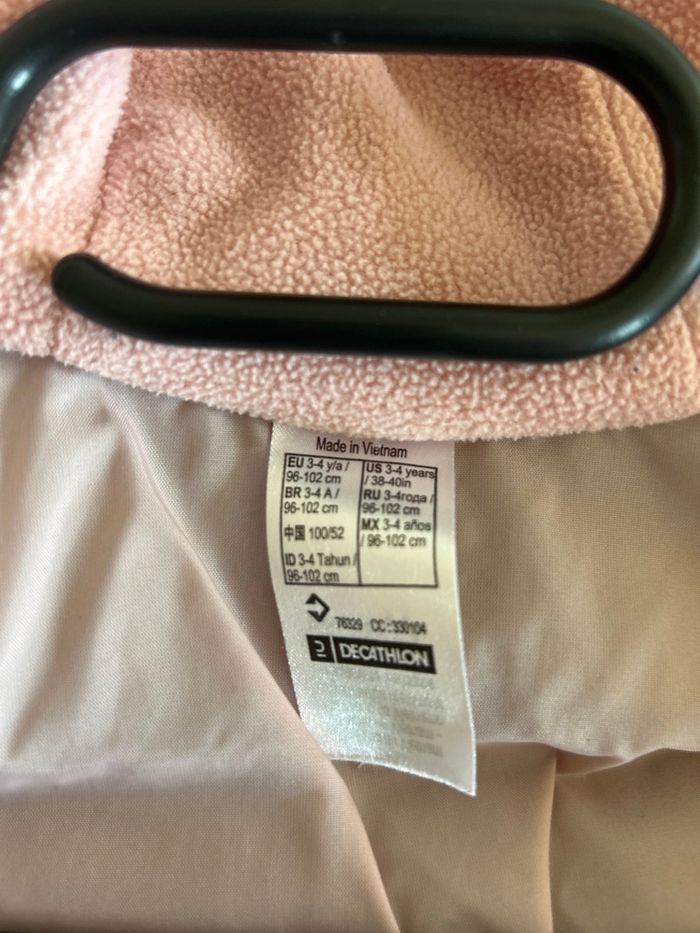 Made in Vietnam
EU 3-4 y/a /
96-102 cm
BR 3-4 A /
96-102 cm
中国 100/52
ID 3-4 Tahun /
96-102 cm
US 3-4 years
/ 38-40in
RU 3-4года /
96-102 cm
MX 3-4 años
/ 96-102 cm
76329 CC:330104
DECATHLON